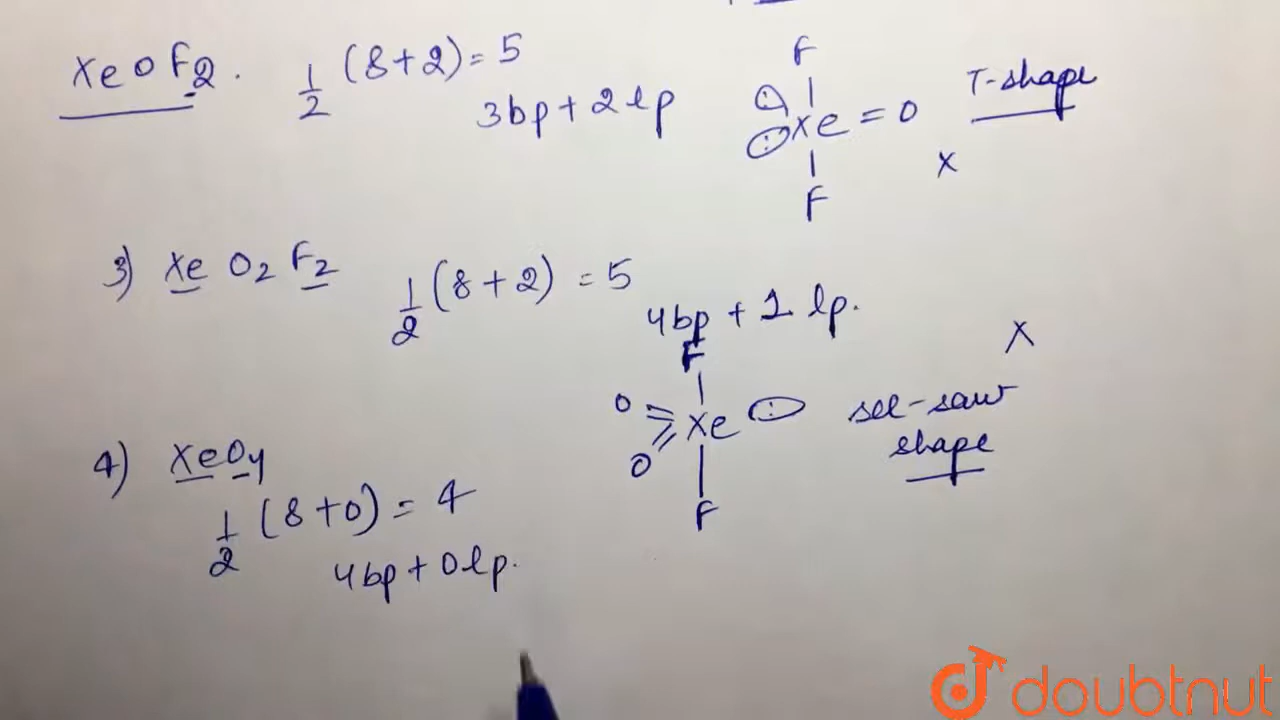 XeOF2. 1/2 (8+2) = 5
3bp + 2lp
F
Xe = O
F
T-shape
X
3) XeO2F2 1/2 (8+2) = 5
4bp + 1 lp.
F
O
Xe
O
F
see-saw
shape
X
4) XeO4
1/2 (8+0) = 4
4bp + 0lp.
doubtnut